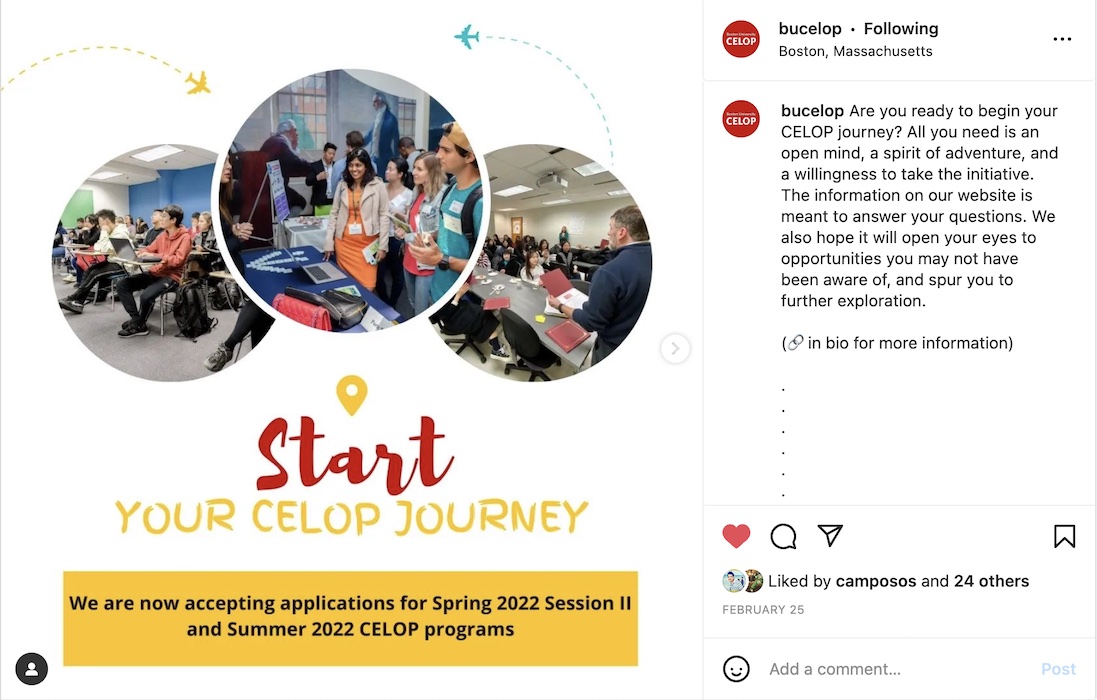 Start
YOUR CELOP JOURNEY
We are now accepting applications for Spring 2022 Session II
and Summer 2022 CELOP programs
Boston University
CELOP
bucelop • Following
Boston, Massachusetts
Boston University
CELOP
bucelop Are you ready to begin your
CELOP journey? All you need is an
open mind, a spirit of adventure, and
a willingness to take the initiative.
The information on our website is
meant to answer your questions. We
also hope it will open your eyes to
opportunities you may not have
been aware of, and spur you to
further exploration.
(🔗 in bio for more information)
.
.
.
.
.
.
Liked by camposos and 24 others
FEBRUARY 25
Add a comment...
Post